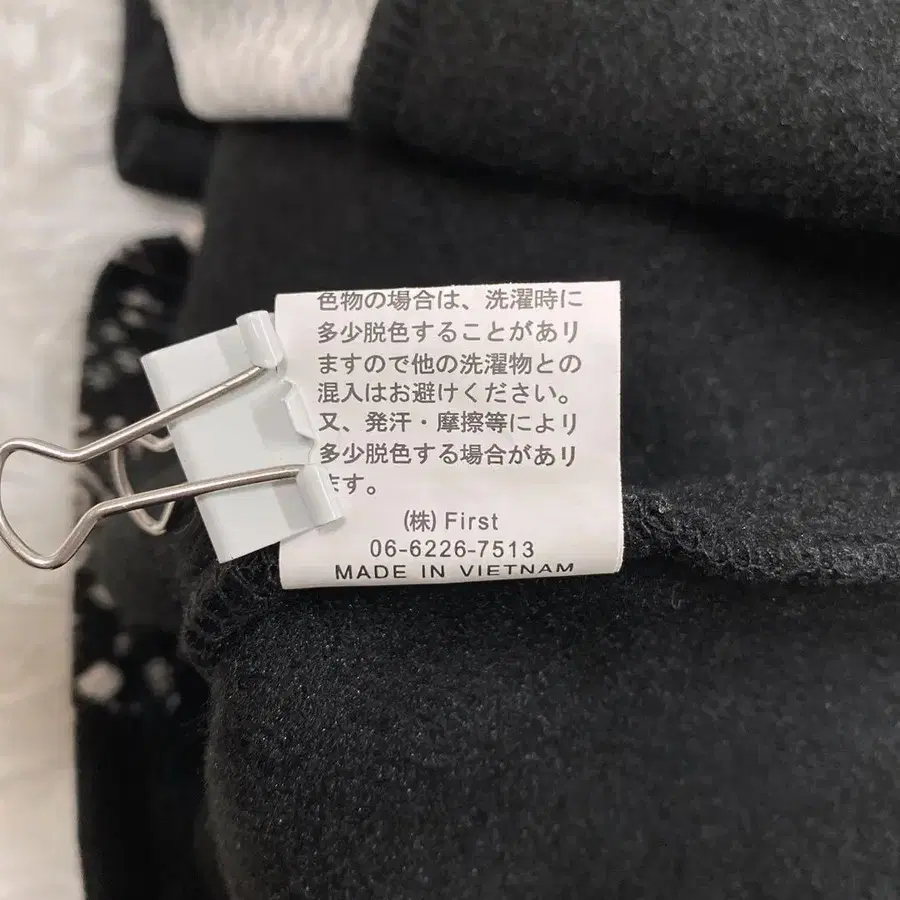 色物の場合は、洗濯時に
多少脱色することがあり
ますので他の洗濯物との
混入はお避けください。
又、発汗・摩擦等により
多少脱色する場合があり
ます。
(株) First
06-6226-7513
MADE IN VIETNAM